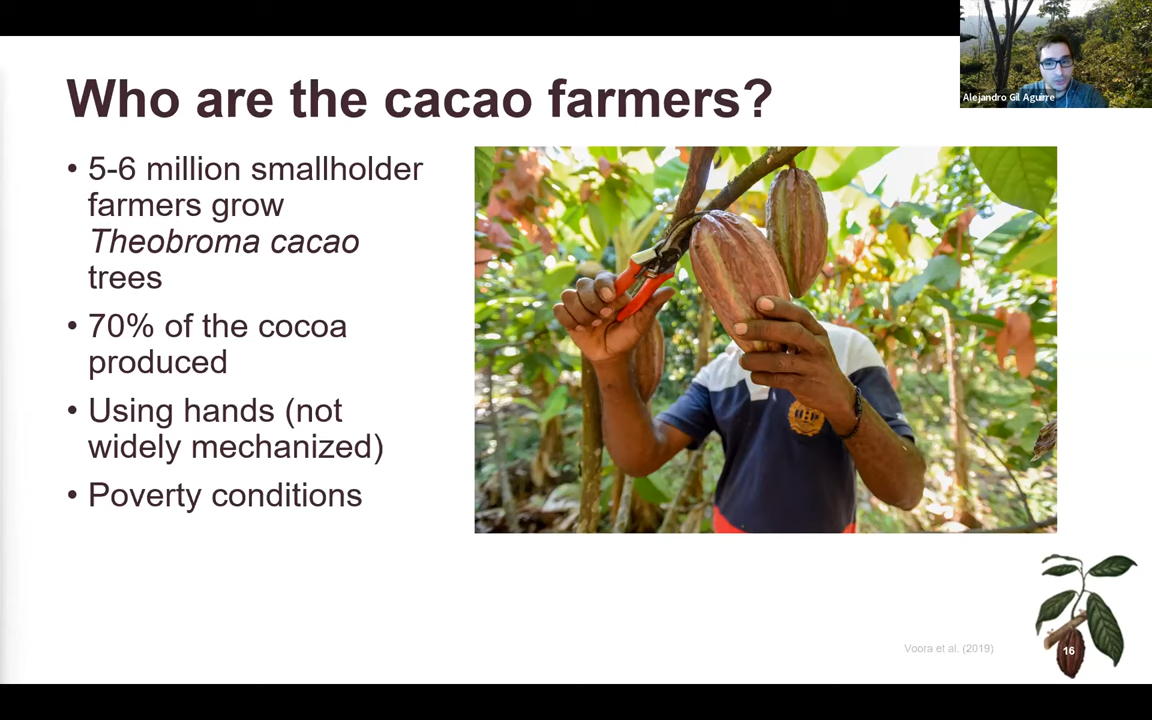 Alejandro Gil Aguirre
Who are the cacao farmers?
• 5-6 million smallholder
farmers grow
Theobroma cacao
trees
• 70% of the cocoa
produced
• Using hands (not
widely mechanized)
• Poverty conditions
Voora et al. (2019)
16